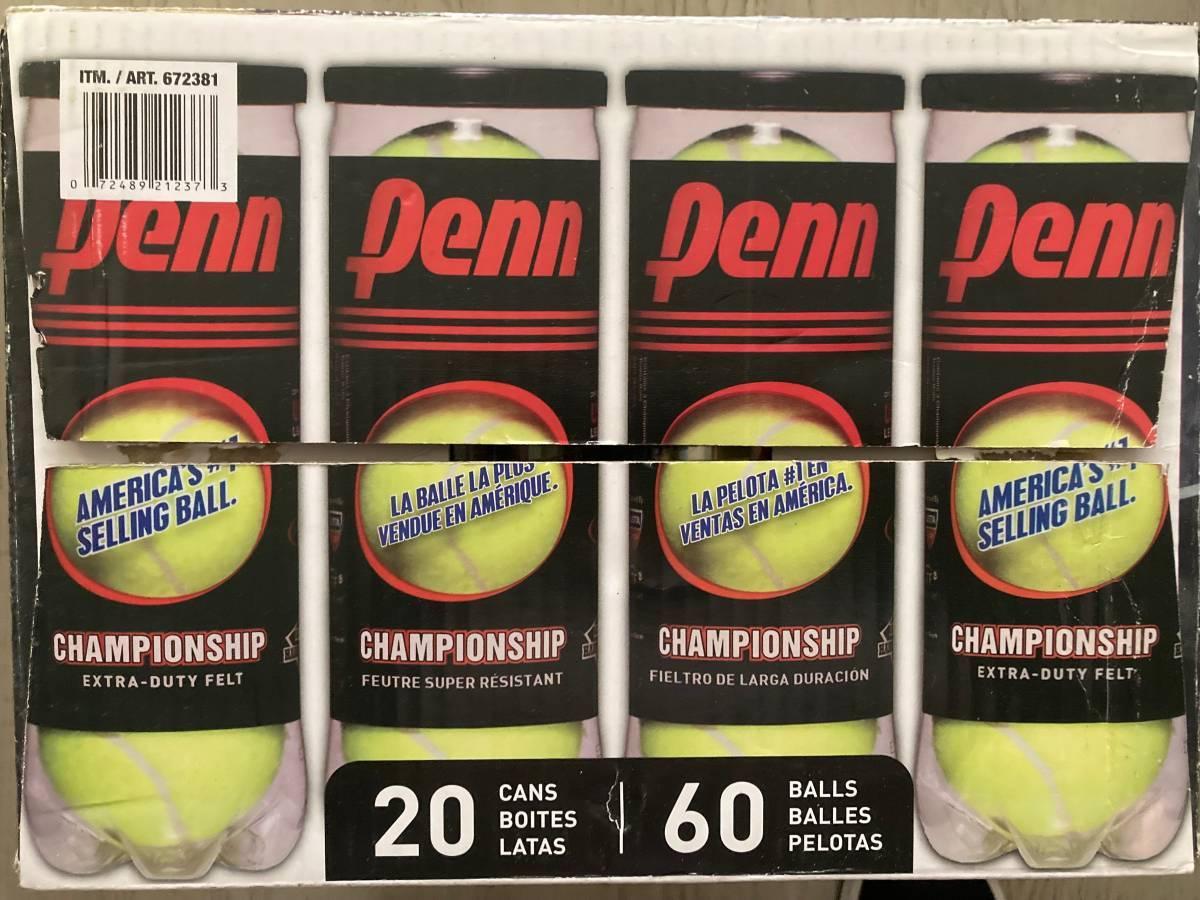 ITM. / ART. 672381
0 72489 21237 3
Penn
Penn
Penn
Penn
AMERICA'S #1
SELLING BALL.
LA BALLE LA PLUS
VENDUE EN AMÉRIQUE.
LA PELOTA #1 EN
VENTAS EN AMÉRICA.
AMERICA'S #1
SELLING BALL.
CHAMPIONSHIP
EXTRA-DUTY FELT
CHAMPIONSHIP
FEUTRE SUPER RÉSISTANT
CHAMPIONSHIP
FIELTRO DE LARGA DURACIÓN
CHAMPIONSHIP
EXTRA-DUTY FELT
20
CANS
BOITES
LATAS
60
BALLS
BALLES
PELOTAS